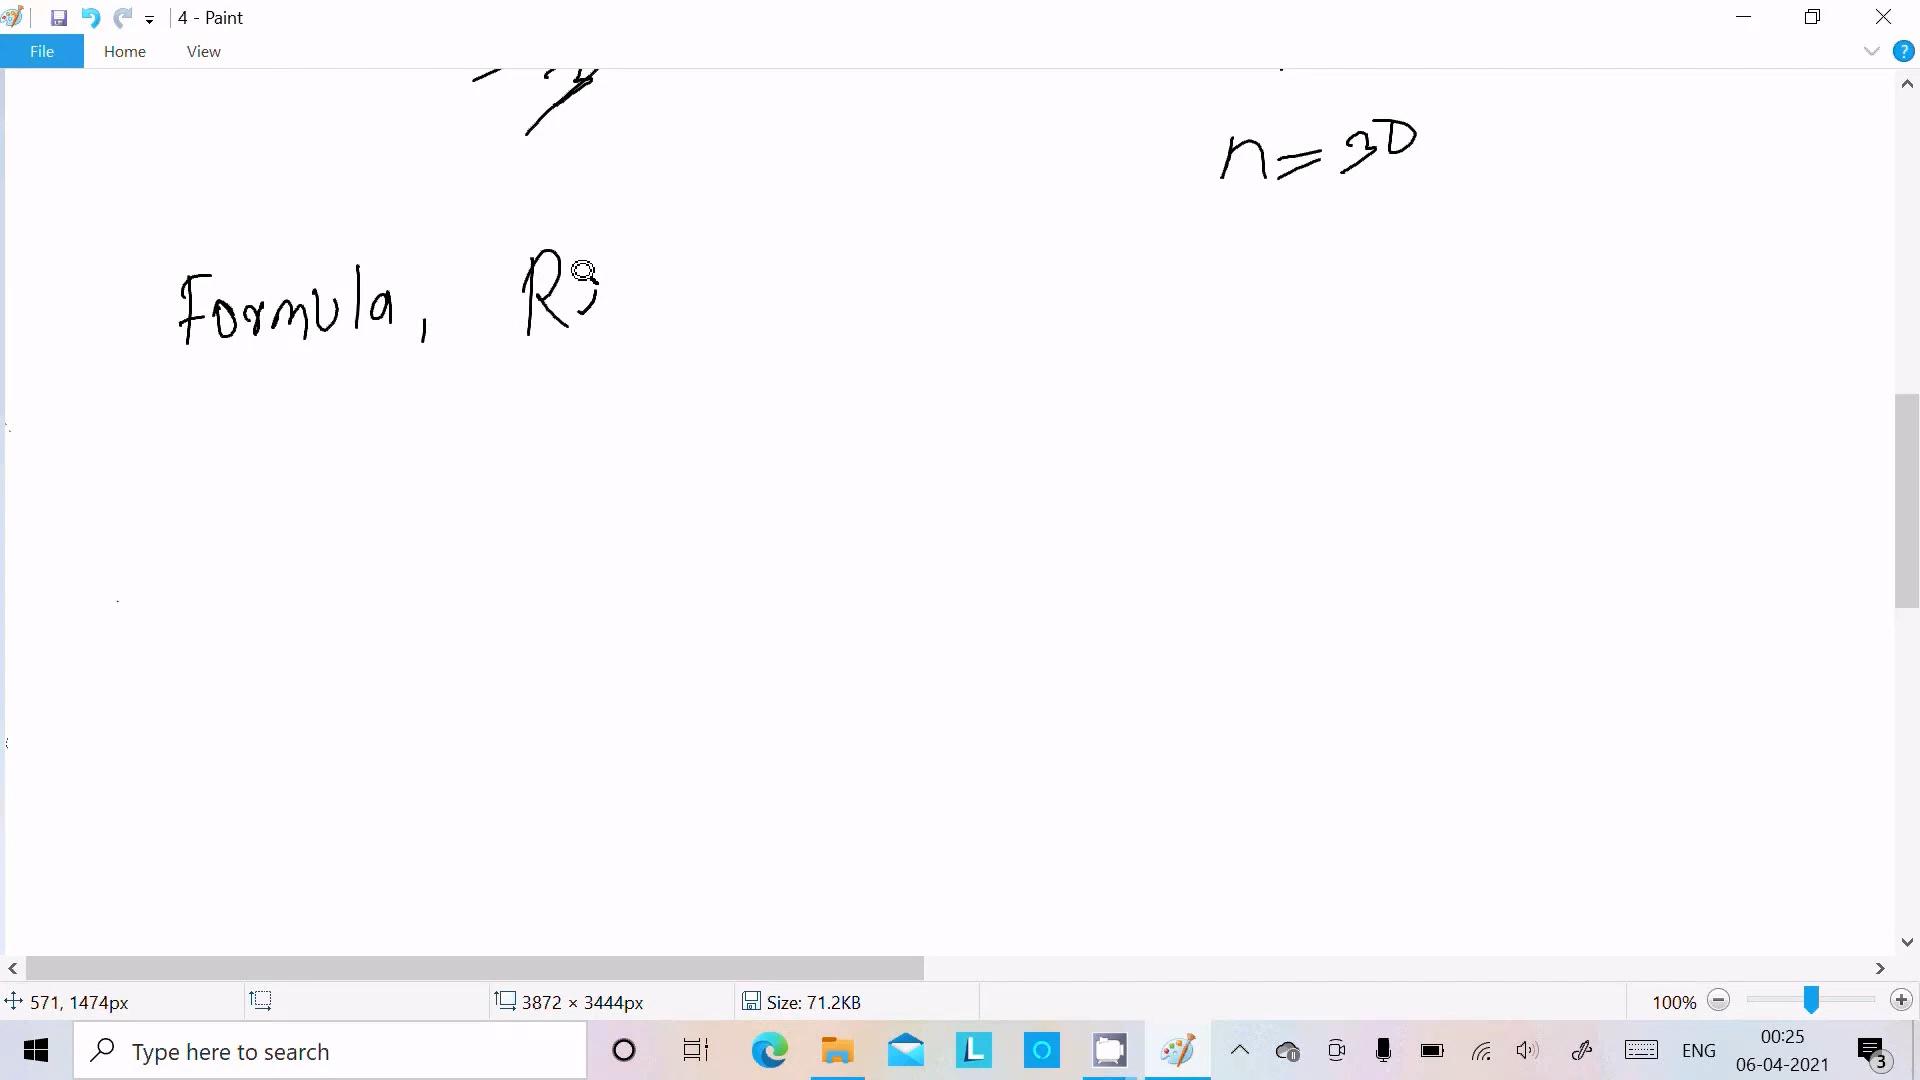 4 - Paint
File Home View
n = 30
Formula, R
571, 1474px 3872 × 3444px Size: 71.2KB 100%
Type here to search
L
ENG
00:25
06-04-2021
3